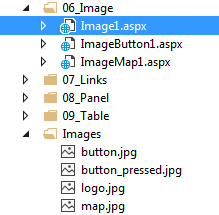 06_Image
Image1.aspx
ImageButton1.aspx
ImageMap1.aspx
07_Links
08_Panel
09_Table
Images
button.jpg
button_pressed.jpg
logo.jpg
map.jpg